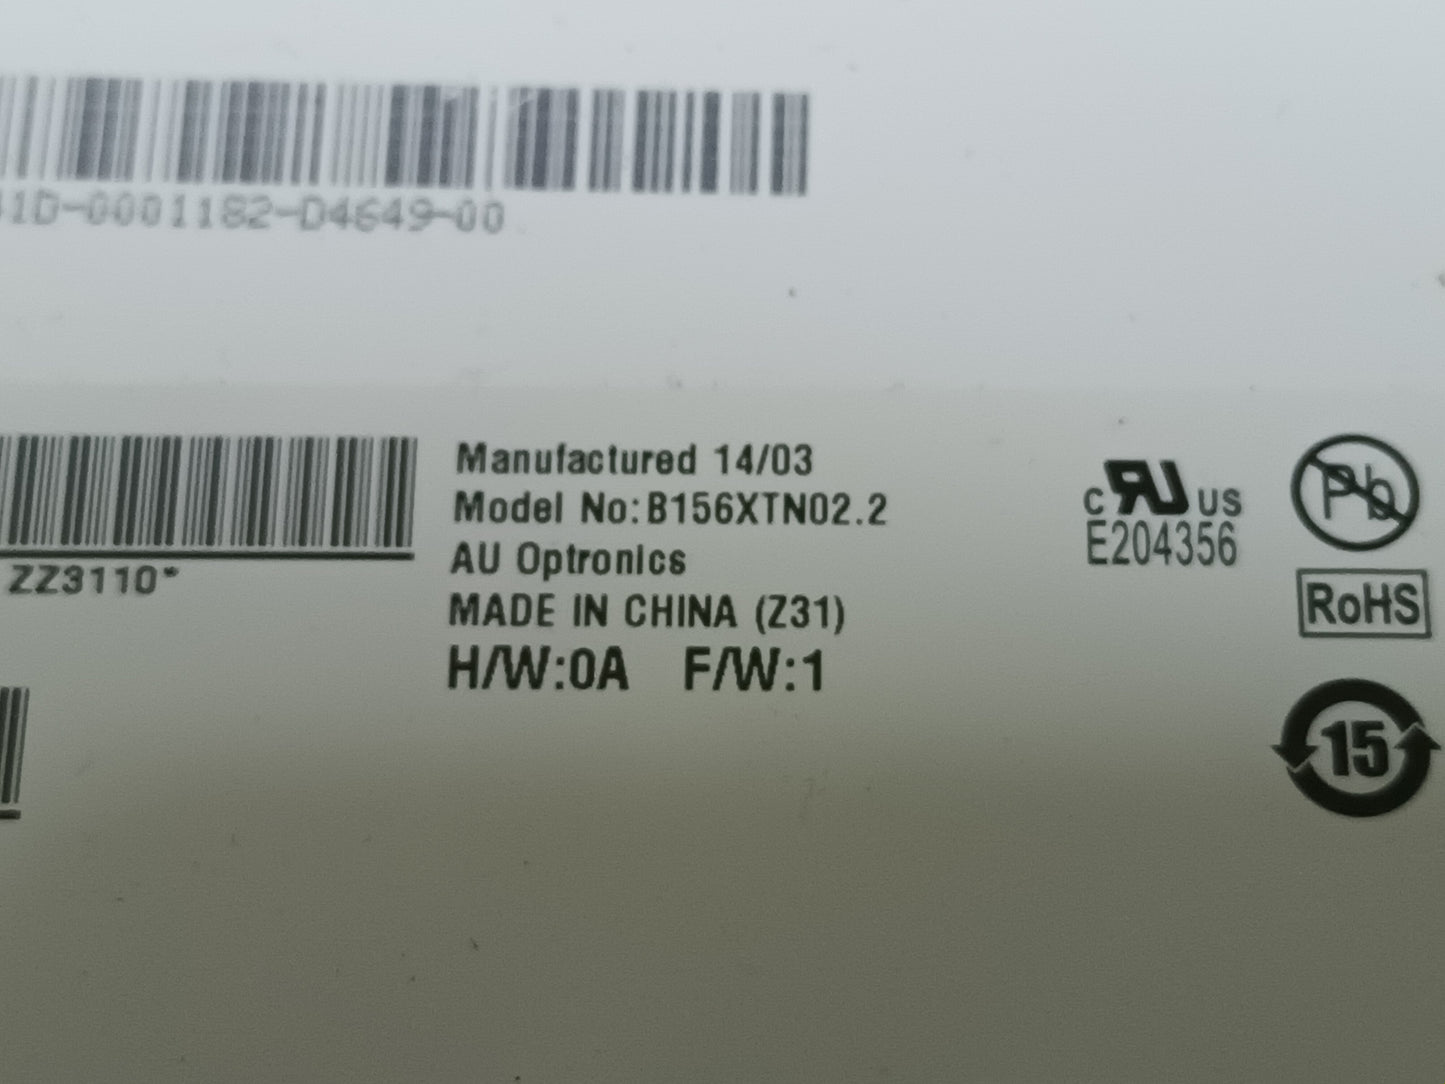 1D-0001182-D4649-00
Manufactured 14/03
Model No:B156XTN02.2
AU Optronics
MADE IN CHINA (Z31)
H/W:0A F/W:1
ZZ3110*
c RU US
E204356
Pb
RoHS
15